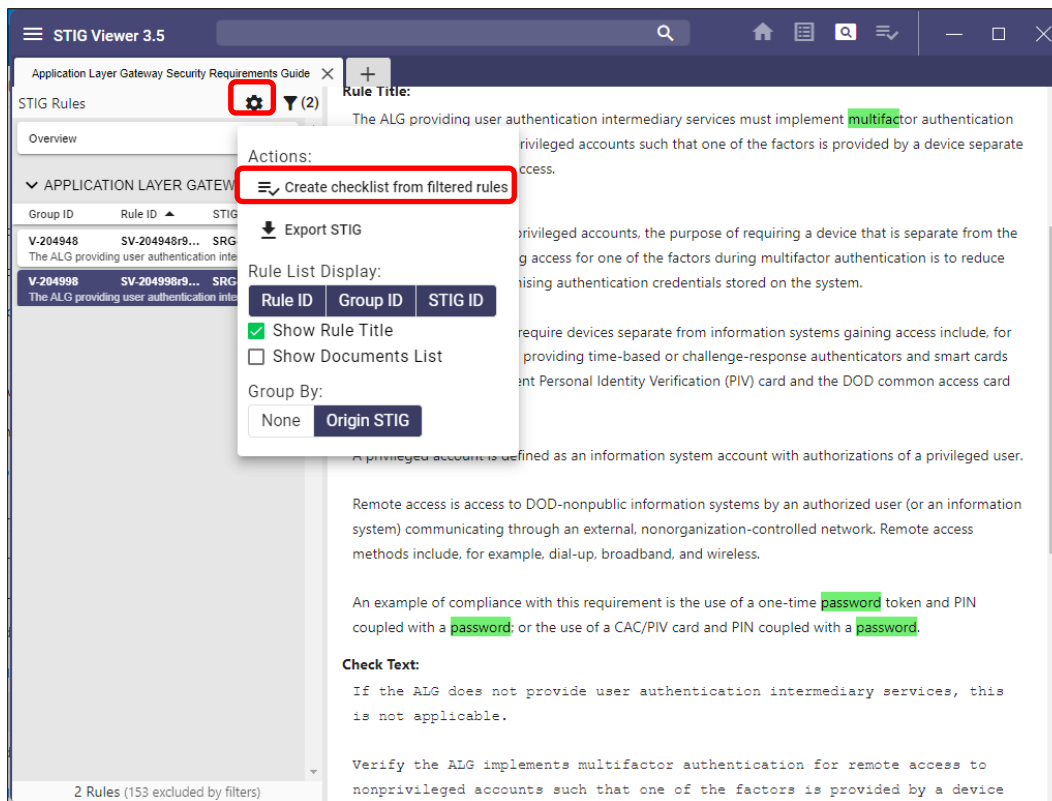 STIG Viewer 3.5
Application Layer Gateway Security Requirements Guide
STIG Rules
(2)
Overview
APPLICATION LAYER GATEW
Group ID Rule ID STIG
V-204948 SV-204948r9... SRG
The ALG providing user authentication inte
V-204998 SV-204998r9... SRG
The ALG providing user authentication inte
2 Rules (153 excluded by filters)
Actions:
Create checklist from filtered rules
Export STIG
Rule List Display:
Rule ID Group ID STIG ID
Show Rule Title
Show Documents List
Group By:
None Origin STIG
Rule Title:
The ALG providing user authentication intermediary services must implement multifactor authentication
rivileged accounts such that one of the factors is provided by a device separate
ccess.
privileged accounts, the purpose of requiring a device that is separate from the
g access for one of the factors during multifactor authentication is to reduce
ising authentication credentials stored on the system.
require devices separate from information systems gaining access include, for
providing time-based or challenge-response authenticators and smart cards
ent Personal Identity Verification (PIV) card and the DOD common access card
A privileged account is defined as an information system account with authorizations of a privileged user.
Remote access is access to DOD-nonpublic information systems by an authorized user (or an information
system) communicating through an external, nonorganization-controlled network. Remote access
methods include, for example, dial-up, broadband, and wireless.
An example of compliance with this requirement is the use of a one-time password token and PIN
coupled with a password; or the use of a CAC/PIV card and PIN coupled with a password.
Check Text:
If the ALG does not provide user authentication intermediary services, this
is not applicable.
Verify the ALG implements multifactor authentication for remote access to
nonprivileged accounts such that one of the factors is provided by a device